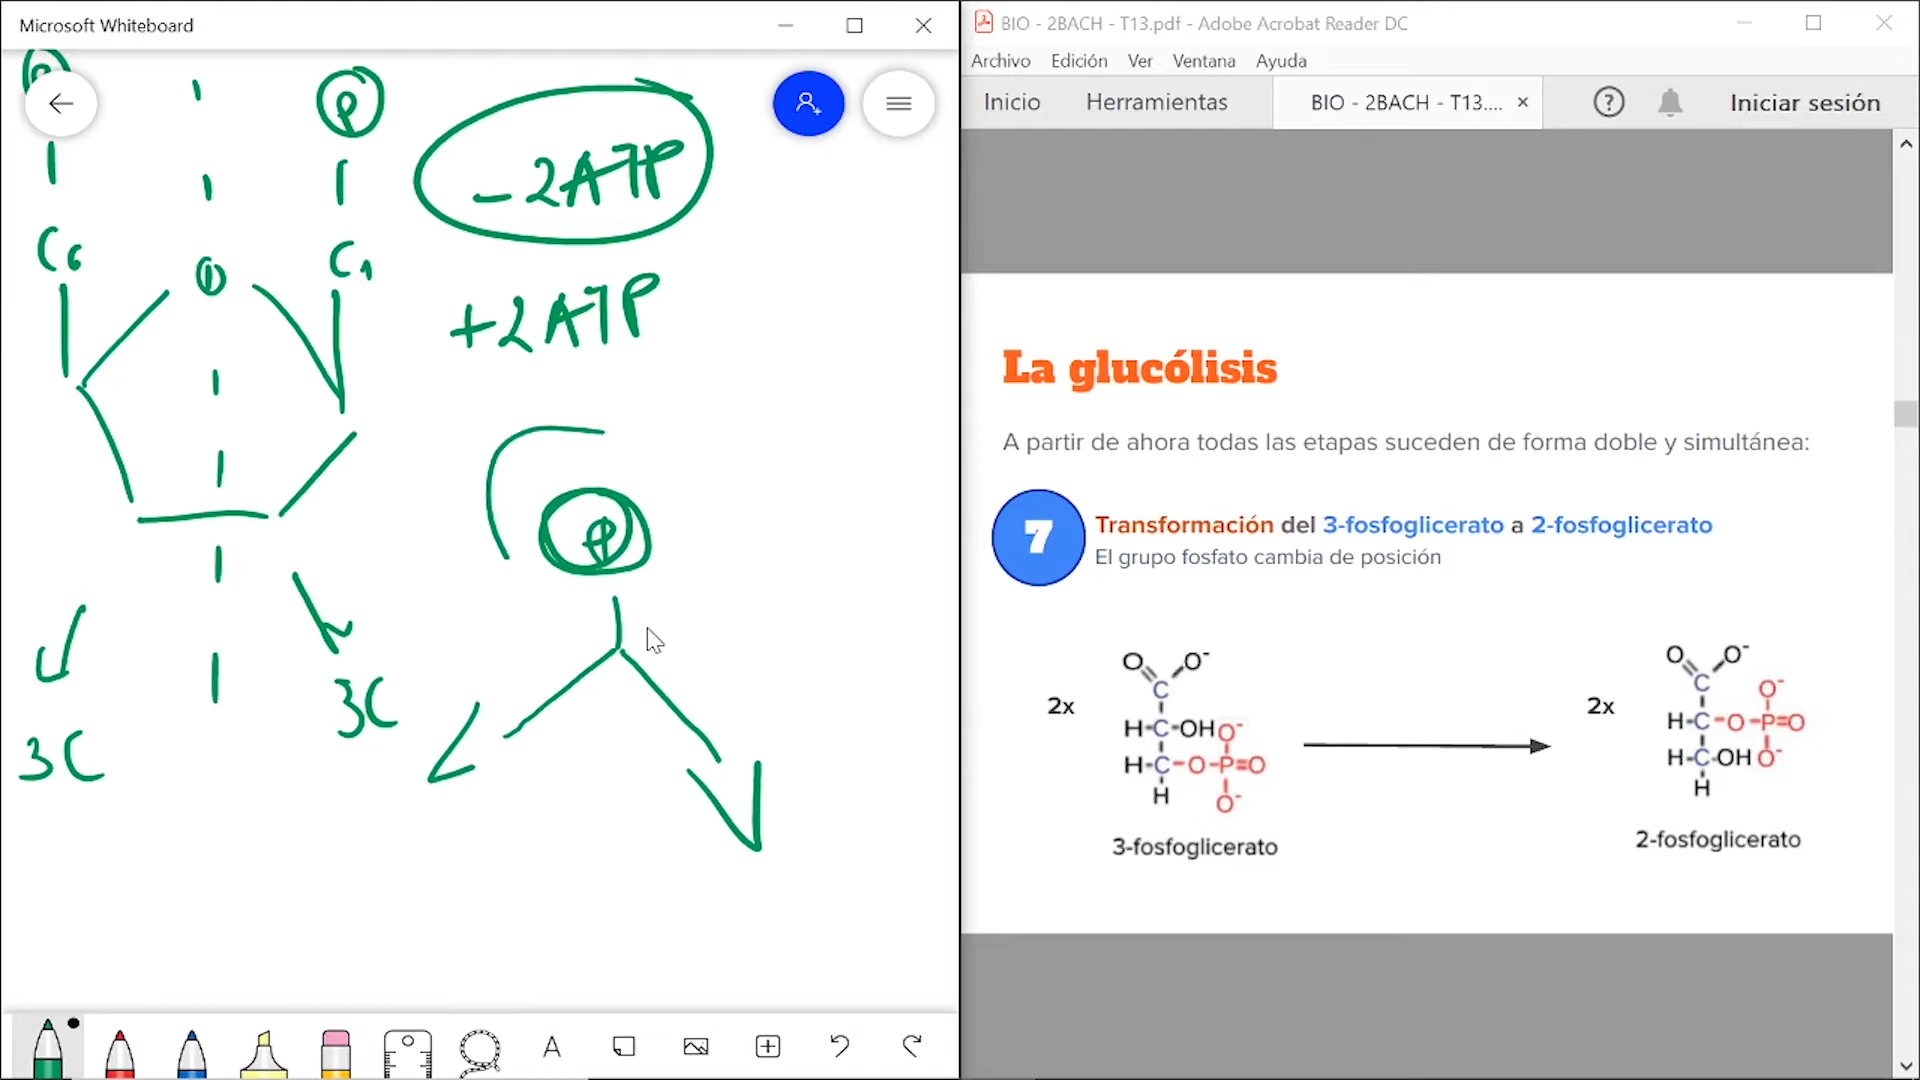 Microsoft Whiteboard
P
P
- 2ATP
C6
C1
O
+2ATP
P
3C
3C
A
BIO - 2BACH - T13.pdf - Adobe Acrobat Reader DC
Archivo Edición Ver Ventana Ayuda
Inicio Herramientas BIO - 2BACH - T13.... × ? Iniciar sesión
La glucólisis
A partir de ahora todas las etapas suceden de forma doble y simultánea:
7
Transformación del 3-fosfoglicerato a 2-fosfoglicerato
El grupo fosfato cambia de posición
2x
O O-
C
H-C-OH O-
H-C-O-P=O
H O-
3-fosfoglicerato
2x
O O-
C O-
H-C-O-P=O
H-C-OH O-
H
2-fosfoglicerato